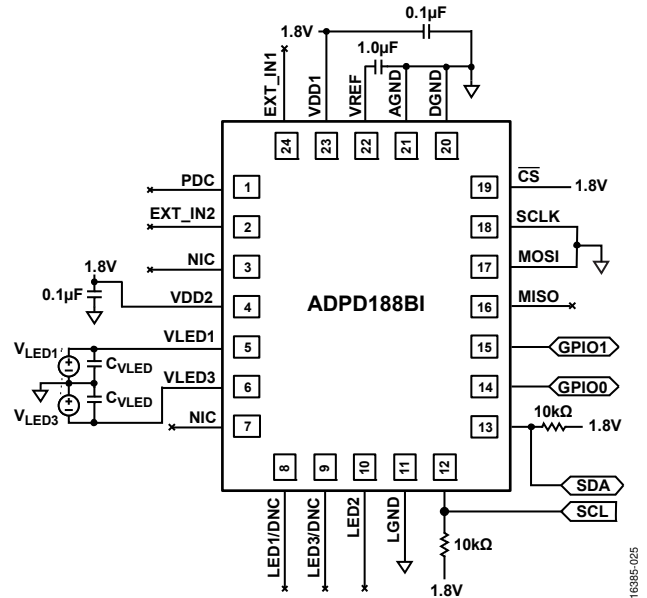 0.1µF
1.8V
1.0µF
EXT_IN1
VDD1
VREF
AGND
DGND
24
23
22
21
20
PDC
1
19
CS
1.8V
EXT_IN2
2
18
SCLK
NIC
3
17
MOSI
1.8V
0.1µF
VDD2
4
ADPD188BI
16
MISO
VLED1
5
15
GPIO1
VLED1
CVLED
VLED3
6
14
GPIO0
CVLED
VLED3
NIC
7
13
10kΩ
1.8V
8
9
10
11
12
SDA
SCL
LED1/DNC
LED3/DNC
LED2
LGND
10kΩ
1.8V
16385-025